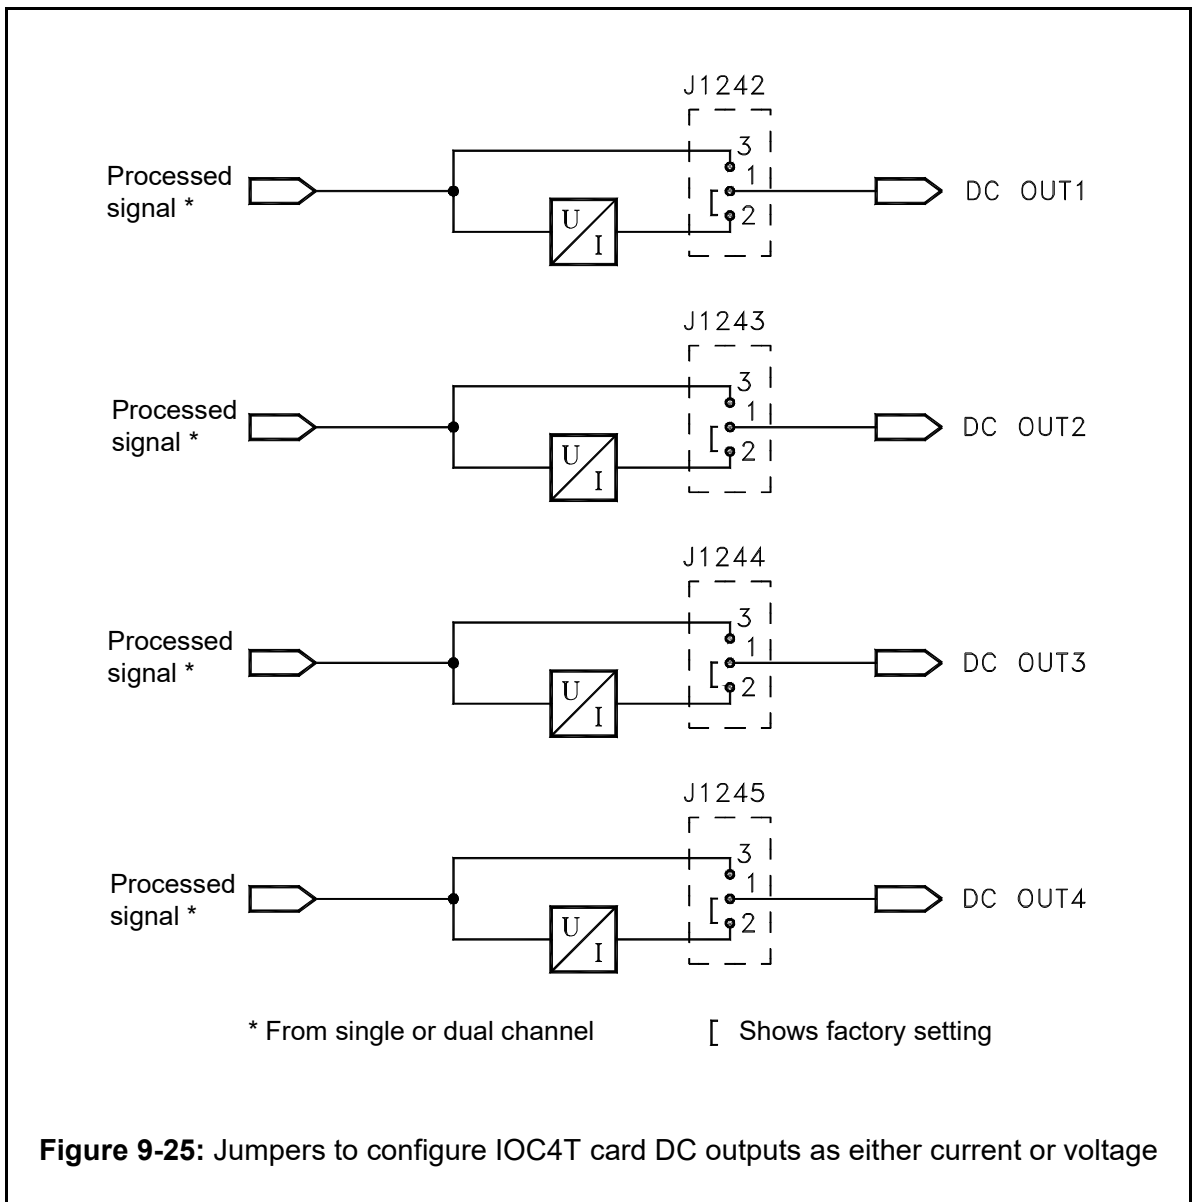 J1242
3
Processed
signal *
1
DC OUT1
U
I
2
J1243
3
Processed
signal *
1
DC OUT2
U
I
2
J1244
3
Processed
signal *
1
DC OUT3
U
I
2
J1245
3
Processed
signal *
1
DC OUT4
U
I
2
* From single or dual channel
[ Shows factory setting
Figure 9-25: Jumpers to configure IOC4T card DC outputs as either current or voltage